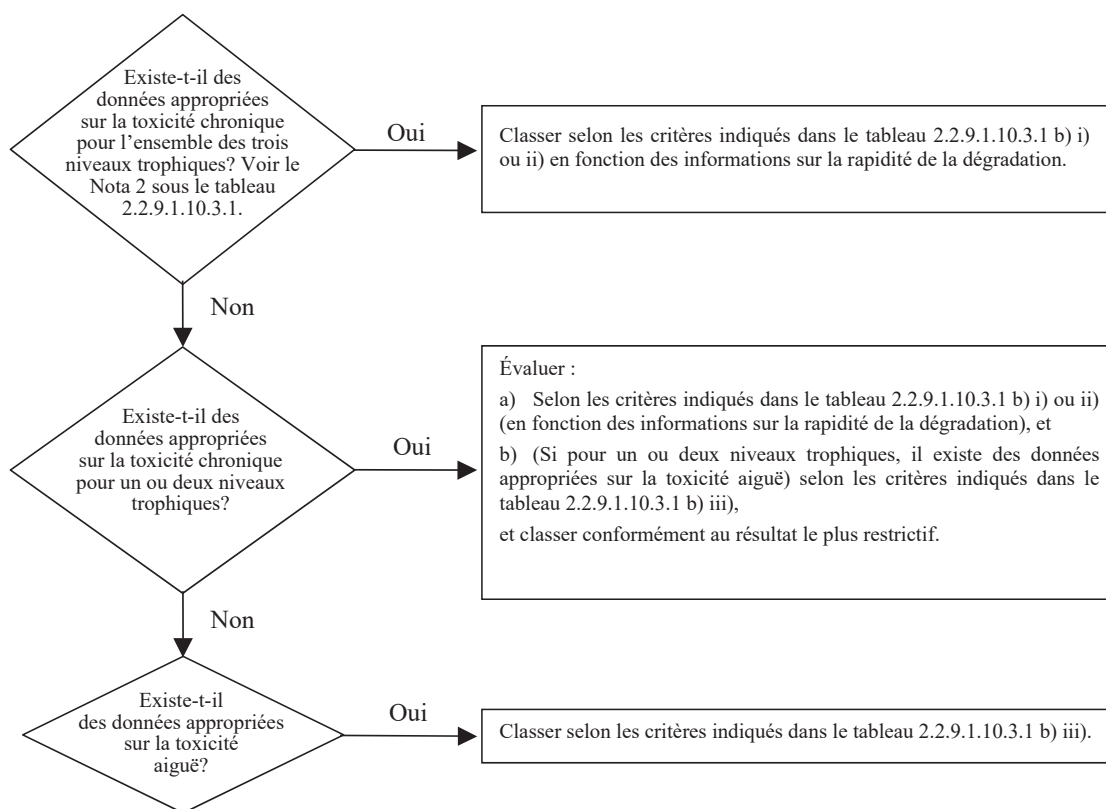 Existe-t-il des
données appropriées
sur la toxicité chronique
pour l’ensemble des trois
niveaux trophiques? Voir le
Nota 2 sous le tableau
2.2.9.1.10.3.1.
Oui
Classer selon les critères indiqués dans le tableau 2.2.9.1.10.3.1 b) i)
ou ii) en fonction des informations sur la rapidité de la dégradation.
Non
Existe-t-il des
données appropriées
sur la toxicité chronique
pour un ou deux niveaux
trophiques?
Oui
Évaluer :
a) Selon les critères indiqués dans le tableau 2.2.9.1.10.3.1 b) i) ou ii)
(en fonction des informations sur la rapidité de la dégradation), et
b) (Si pour un ou deux niveaux trophiques, il existe des données
appropriées sur la toxicité aiguë) selon les critères indiqués dans le
tableau 2.2.9.1.10.3.1 b) iii),
et classer conformément au résultat le plus restrictif.
Non
Existe-t-il
des données appropriées
sur la toxicité
aiguë?
Oui
Classer selon les critères indiqués dans le tableau 2.2.9.1.10.3.1 b) iii).